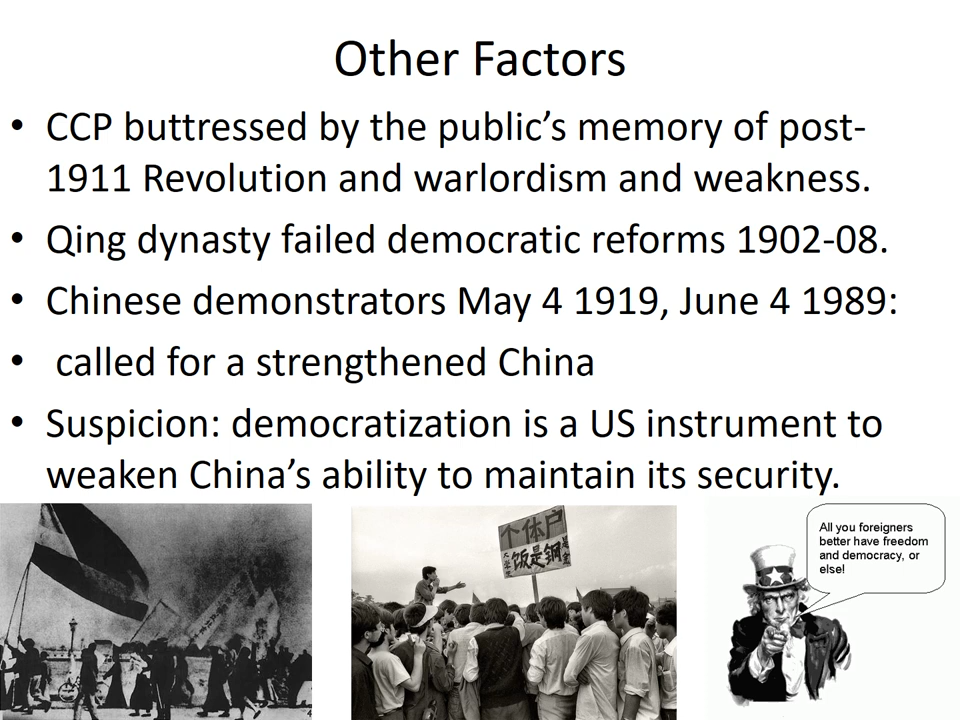 Other Factors
• CCP buttressed by the public’s memory of post-
1911 Revolution and warlordism and weakness.
• Qing dynasty failed democratic reforms 1902-08.
• Chinese demonstrators May 4 1919, June 4 1989:
• called for a strengthened China
• Suspicion: democratization is a US instrument to
weaken China’s ability to maintain its security.
个体户
饭是钢
All you foreigners
better have freedom
and democracy, or
else!